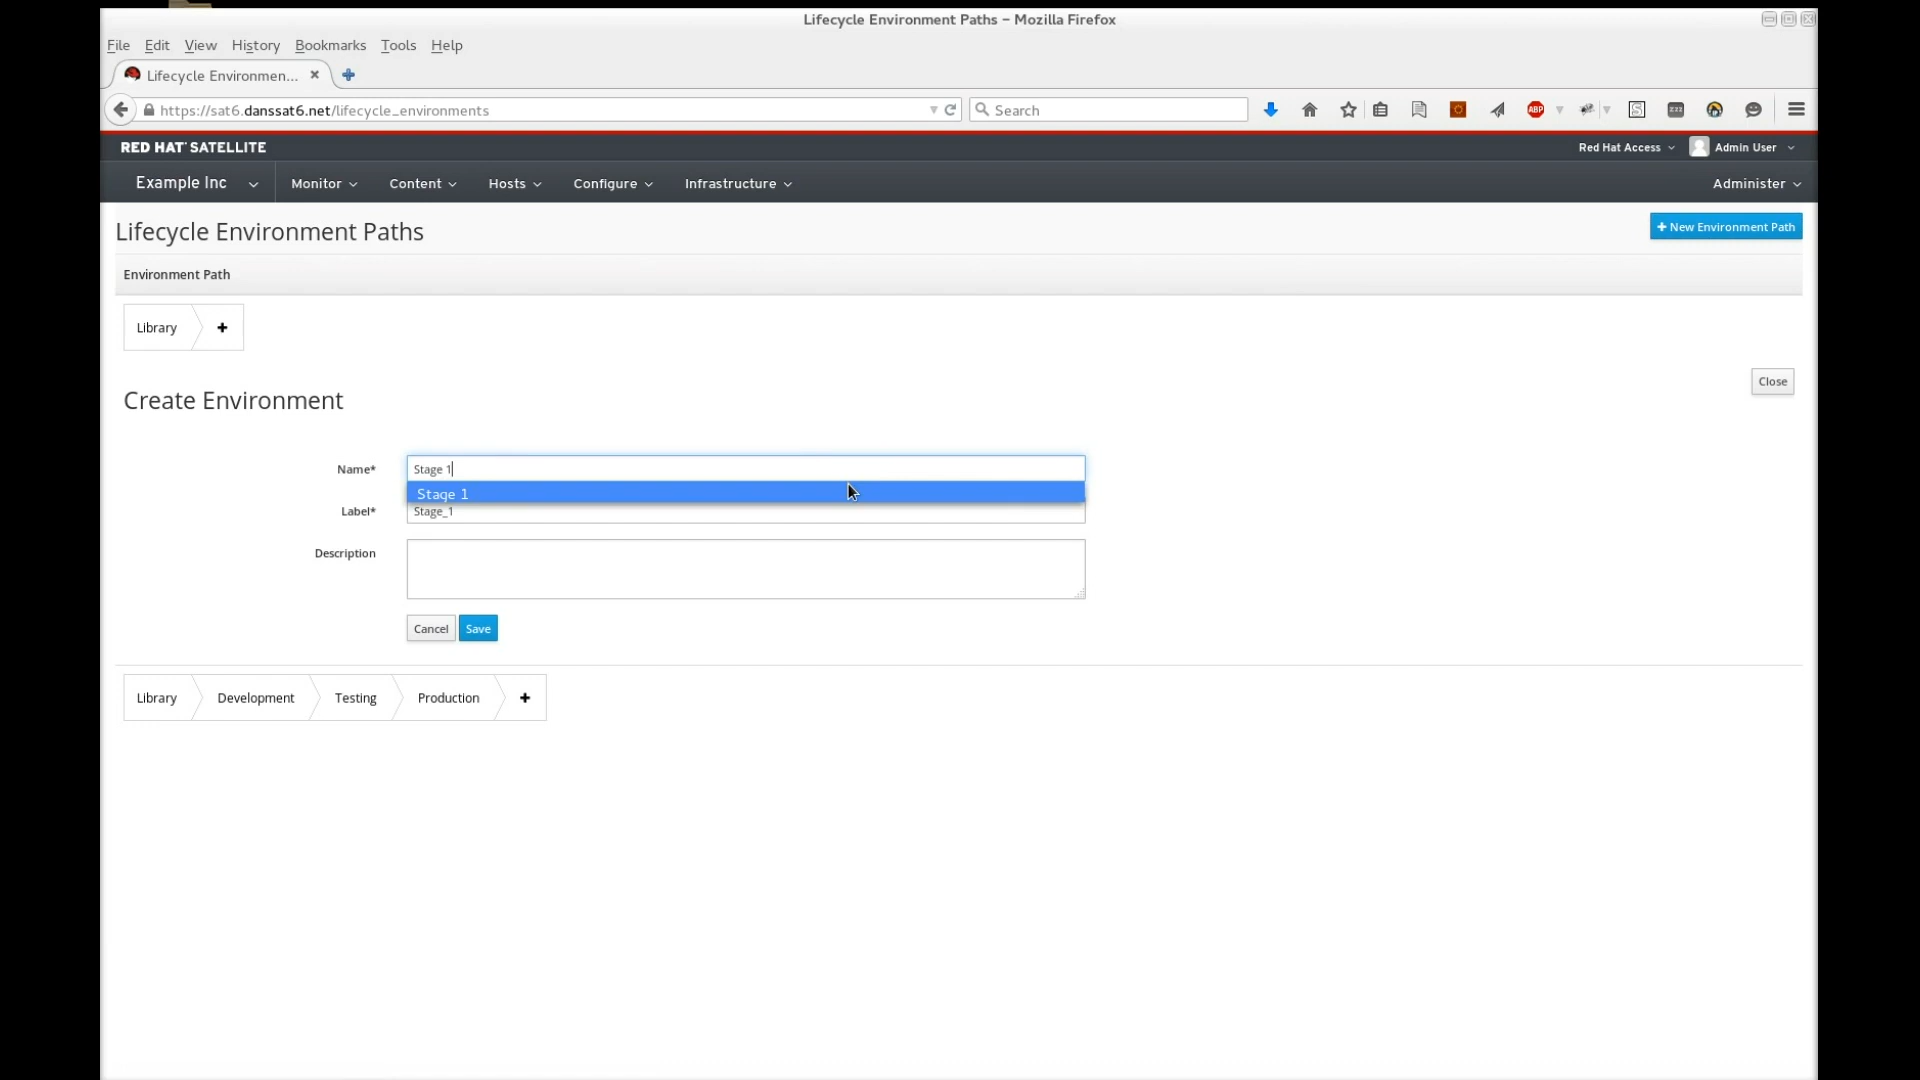 Lifecycle Environment Paths – Mozilla Firefox
File Edit View History Bookmarks Tools Help
Lifecycle Environmen...
https://sat6.danssat6.net/lifecycle_environments
Search
ABP
zzz
RED HAT SATELLITE
Red Hat Access
Admin User
Example Inc
Monitor
Content
Hosts
Configure
Infrastructure
Administer
Lifecycle Environment Paths
+ New Environment Path
Environment Path
Library +
Close
Create Environment
Name* Stage 1
Stage 1
Label* Stage_1
Description
Cancel Save
Library Development Testing Production +